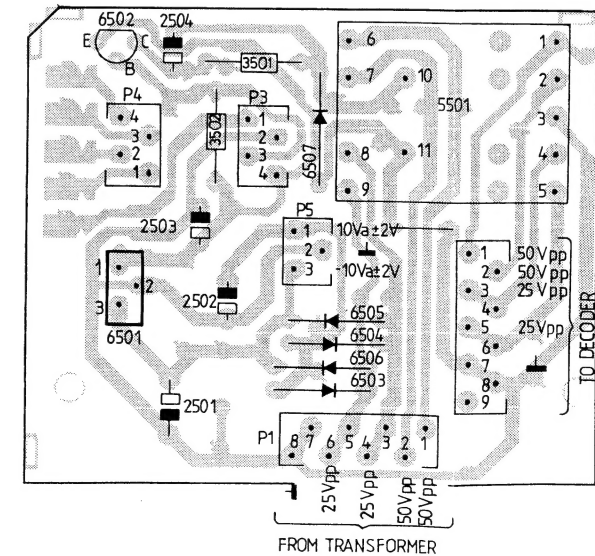 6502 2504
E C
B
3501
P4
4
3
2
1
3502
P3
1
2
3
4
6507
6
7
8
9
10
11
5501
1
2
3
4
5
2503
P5
1 10Va±2V
2
3 -10Va±2V
1
2
3
6501
2502
6505
6504
6506
6503
2501
1 50Vpp
2 50Vpp
3 25Vpp
4
5 25Vpp
6
7
8
9
TO DECODER
P1
8 7 6 5 4 3 2 1
25Vpp
25Vpp
50Vpp
50Vpp
FROM TRANSFORMER